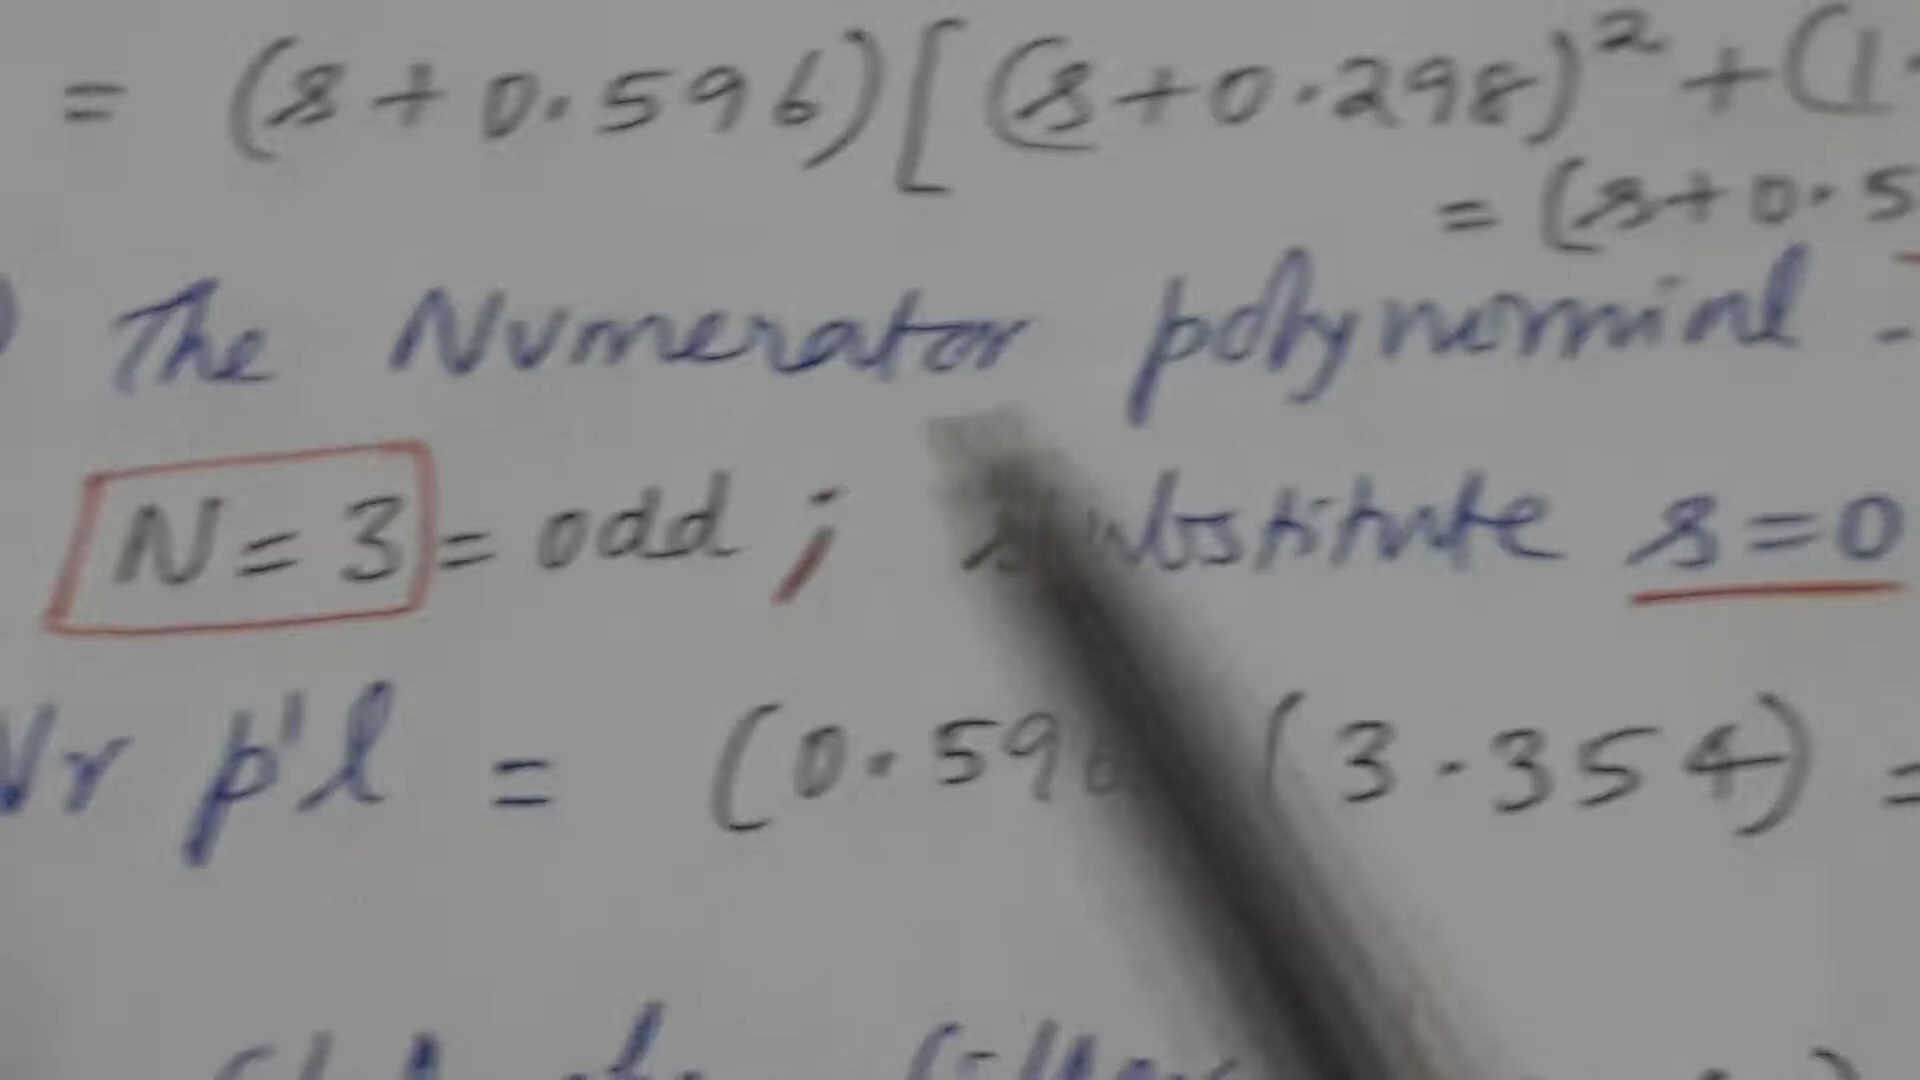 = (s+0.596)[(s+0.298)² +(1.
= (s+0.5
) The Numerator polynomial =
N=3 = odd ; substitute s=0
Nr p'l = (0.596) (3.354) =